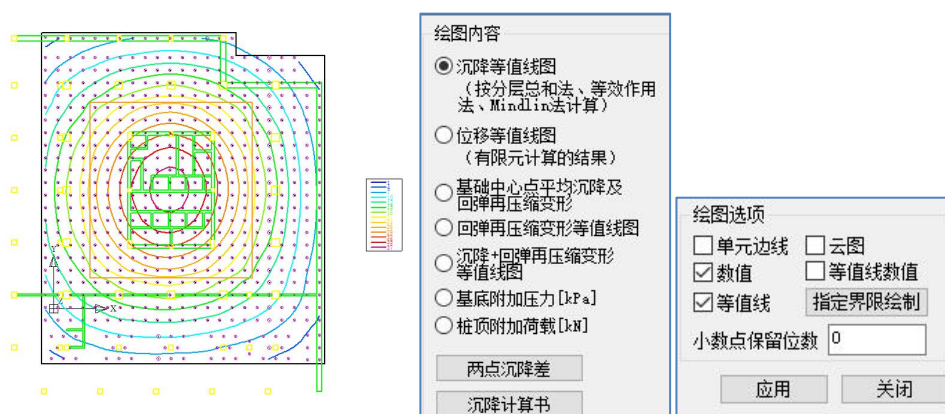 X
绘图内容
沉降等值线图
(按分层总和法、等效作用
法、Mindlin法计算)
位移等值线图
(有限元计算的结果)
基础中心点平均沉降及
回弹再压缩变形
回弹再压缩变形等值线图
沉降+回弹再压缩变形
等值线图
基底附加压力[kPa]
桩顶附加荷载[kN]
两点沉降差
沉降计算书
绘图选项
单元边线 云图
数值 等值线数值
等值线 指定界限绘制
小数点保留位数 0
应用 关闭